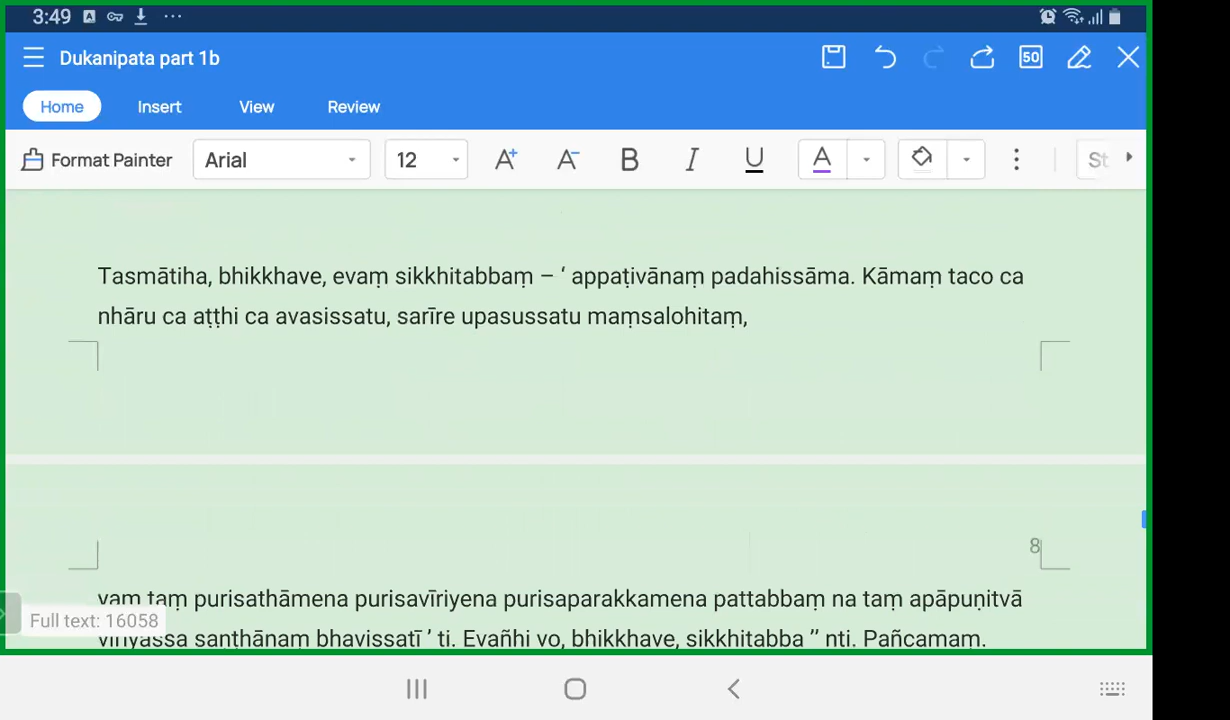 3:49
Dukanipata part 1b
50
Home Insert View Review
Format Painter Arial 12 A+ A− B I U A St
Tasmātiha, bhikkhave, evaṃ sikkhitabbaṃ – ‘ appaṭivānaṃ padahissāma. Kāmaṃ taco ca
nhāru ca aṭṭhi ca avasissatu, sarīre upasussatu maṃsalohitaṃ,
8
yaṃ taṃ purisathāmena purisavīriyena purisaparakkamena pattabbaṃ na taṃ apāpuṇitvā
Full text: 16058
vīriyassa saṇṭhānaṃ bhavissatī ’ ti. Evañhi vo, bhikkhave, sikkhitabba ’’ nti. Pañcamaṃ.